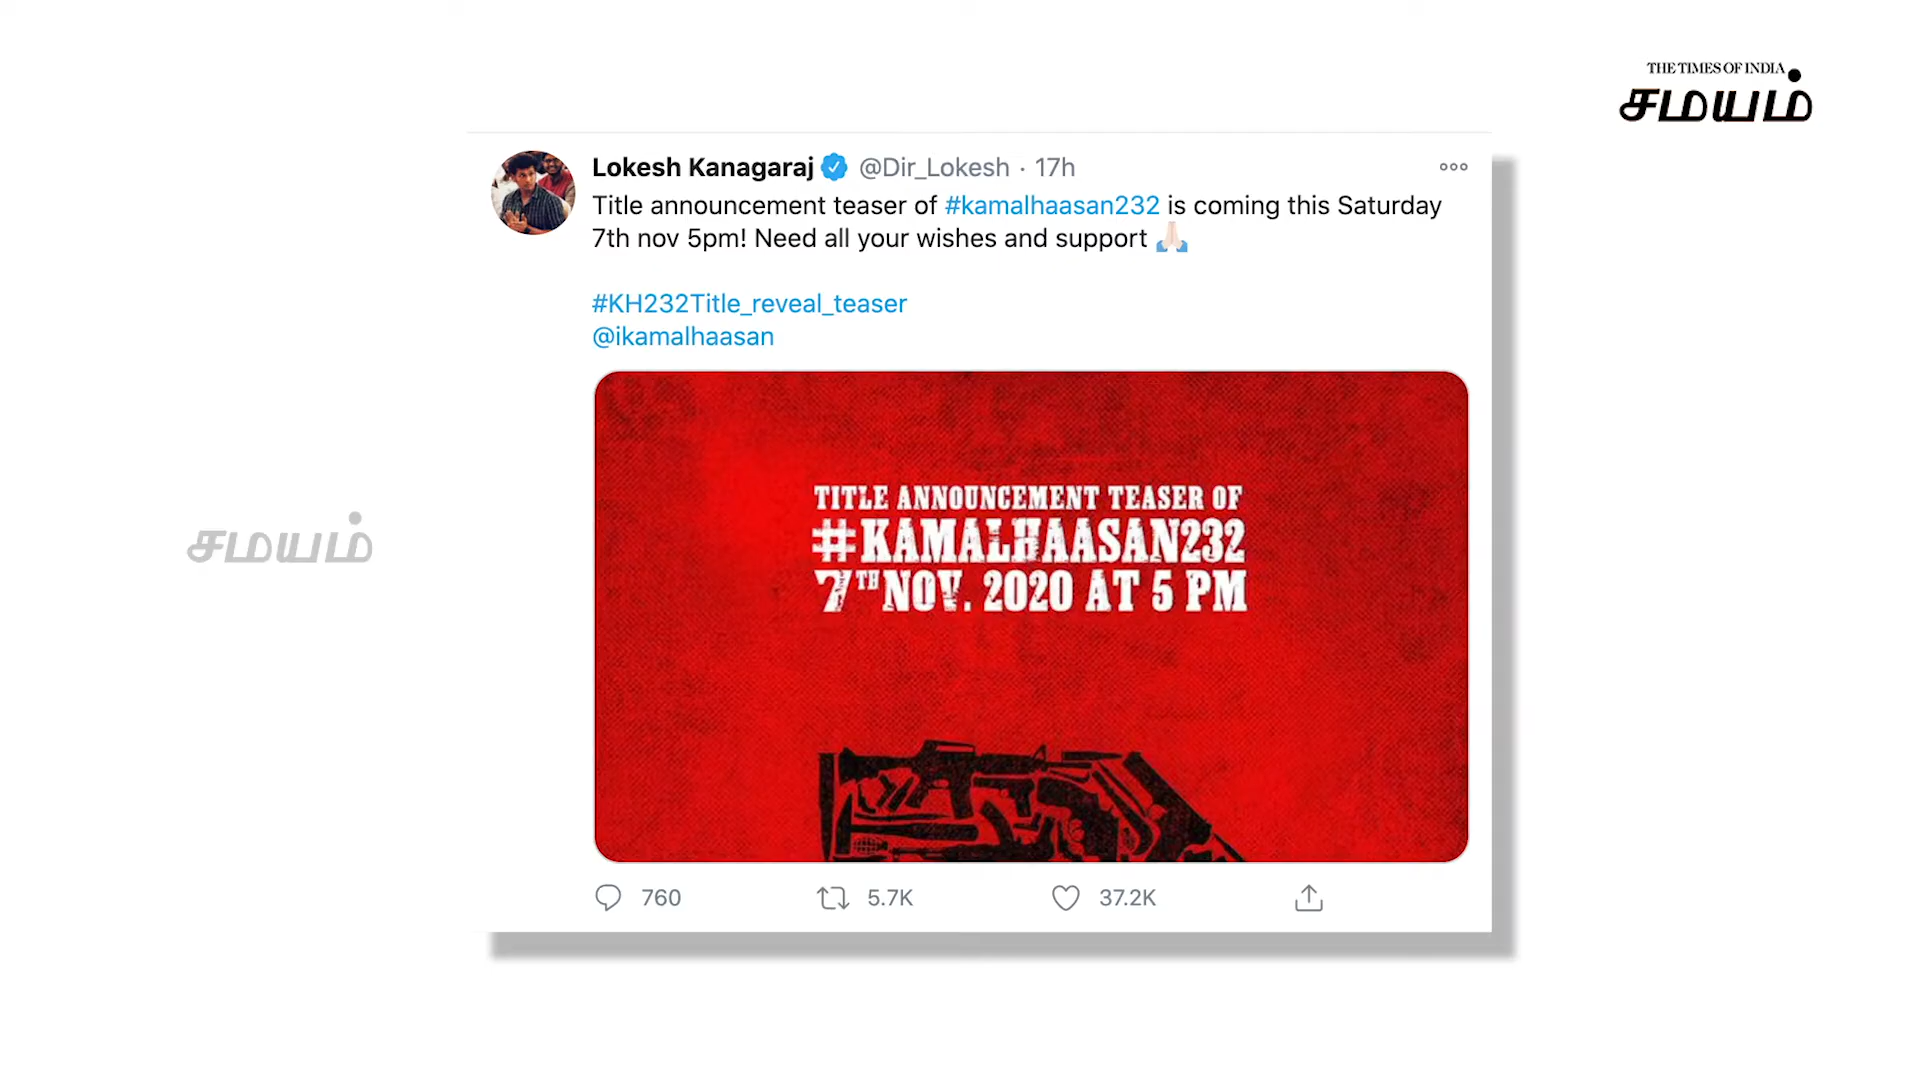 THE TIMES OF INDIA
சமயம்
Lokesh Kanagaraj @Dir_Lokesh · 17h
Title announcement teaser of #kamalhaasan232 is coming this Saturday
7th nov 5pm! Need all your wishes and support 🙏🏻
#KH232Title_reveal_teaser
@ikamalhaasan
TITLE ANNOUNCEMENT TEASER OF
#KAMALHAASAN232
7TH NOV. 2020 AT 5 PM
சமயம்
760 5.7K 37.2K